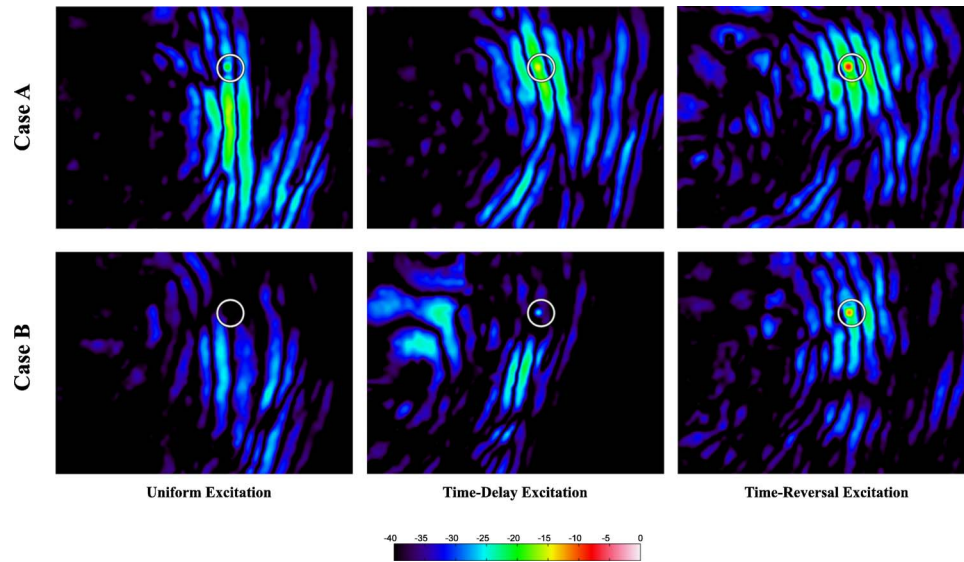 Case A
Case B
Uniform Excitation
Time-Delay Excitation
Time-Reversal Excitation
-40 -35 -30 -25 -20 -15 -10 -5 0